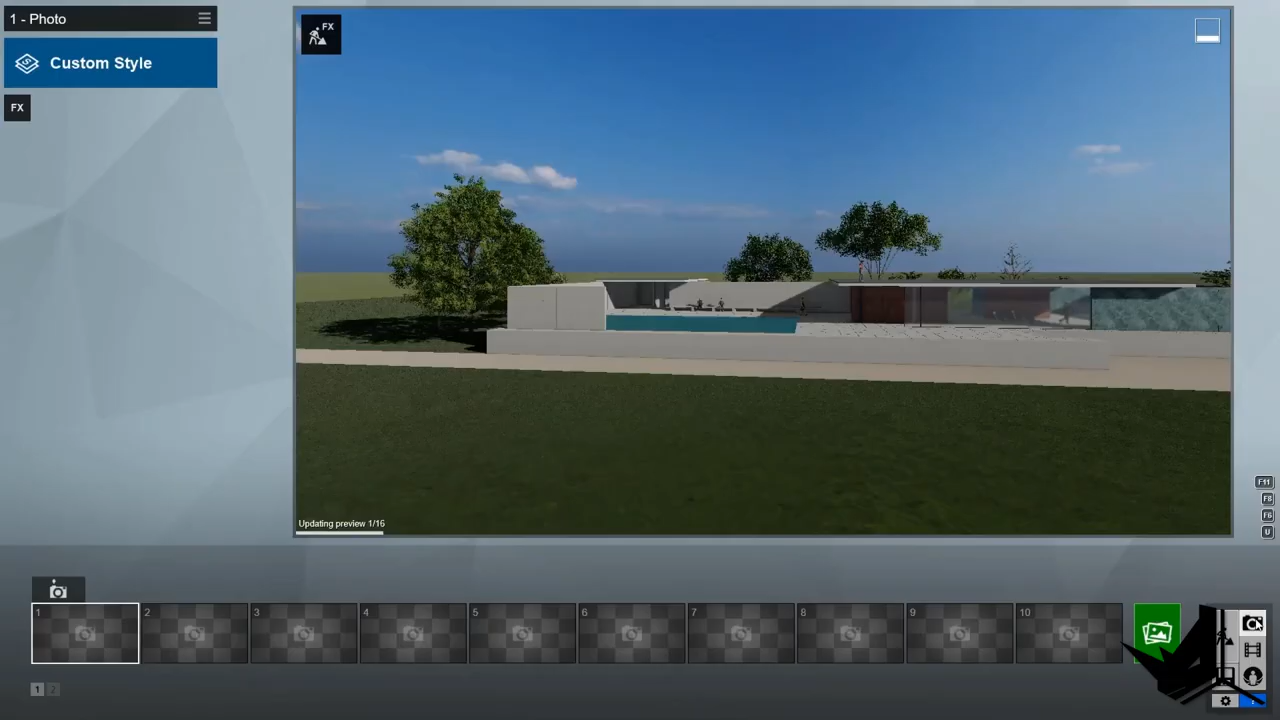 1 - Photo
Custom Style
FX
FX
Updating preview 1/16
F11
F8
F6
U
1
2
3
4
5
6
7
8
9
10
1
2